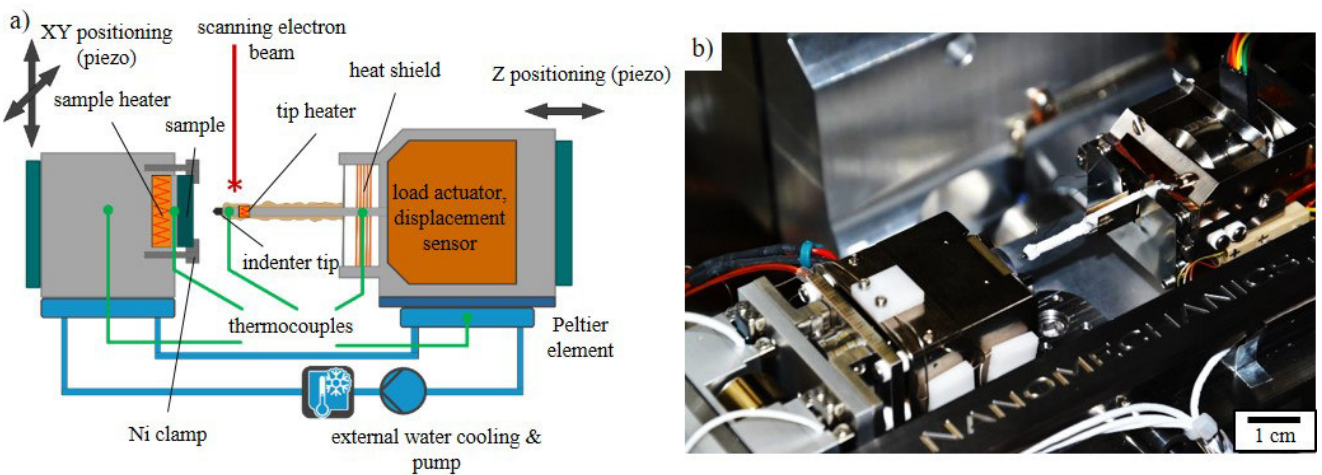 a)
XY positioning
(piezo)
scanning electron
beam
heat shield
Z positioning (piezo)
sample heater
sample
tip heater
load actuator,
displacement
sensor
indenter tip
thermocouples
Peltier
element
Ni clamp
external water cooling &
pump
b)
NANOMECHANICS
1 cm